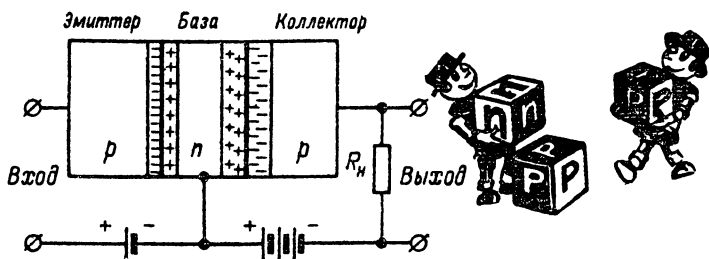 Эмиттер База Коллектор
p n p
Rн
Вход Выход
+ - + -
n n
P P
P P P